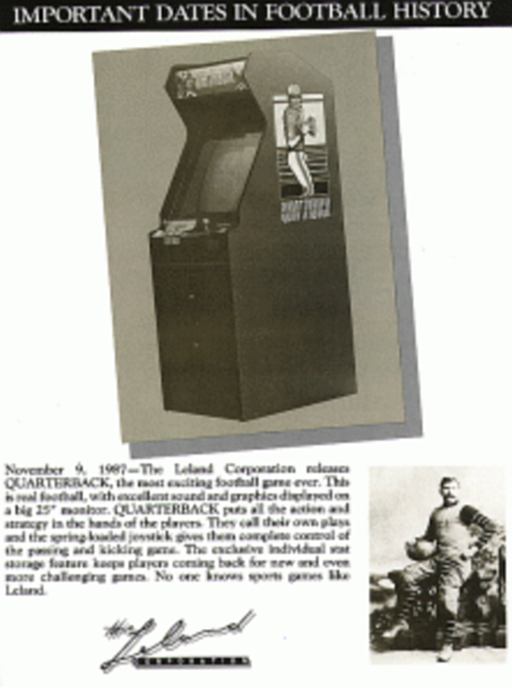 IMPORTANT DATES IN FOOTBALL HISTORY
November 9, 1987—The Leland Corporation releases
QUARTERBACK, the most exciting football game ever. This
is real football, with excellent sound and graphics displayed on
a big 25" monitor. QUARTERBACK puts all the action and
strategy in the hands of the players. They call their own plays
and the spring-loaded joystick gives them complete control of
the passing and kicking game. The exclusive individual stat
storage feature keeps players coming back for new and even
more challenging games. No one knows sports games like
Leland.
the Leland
CORPORATION